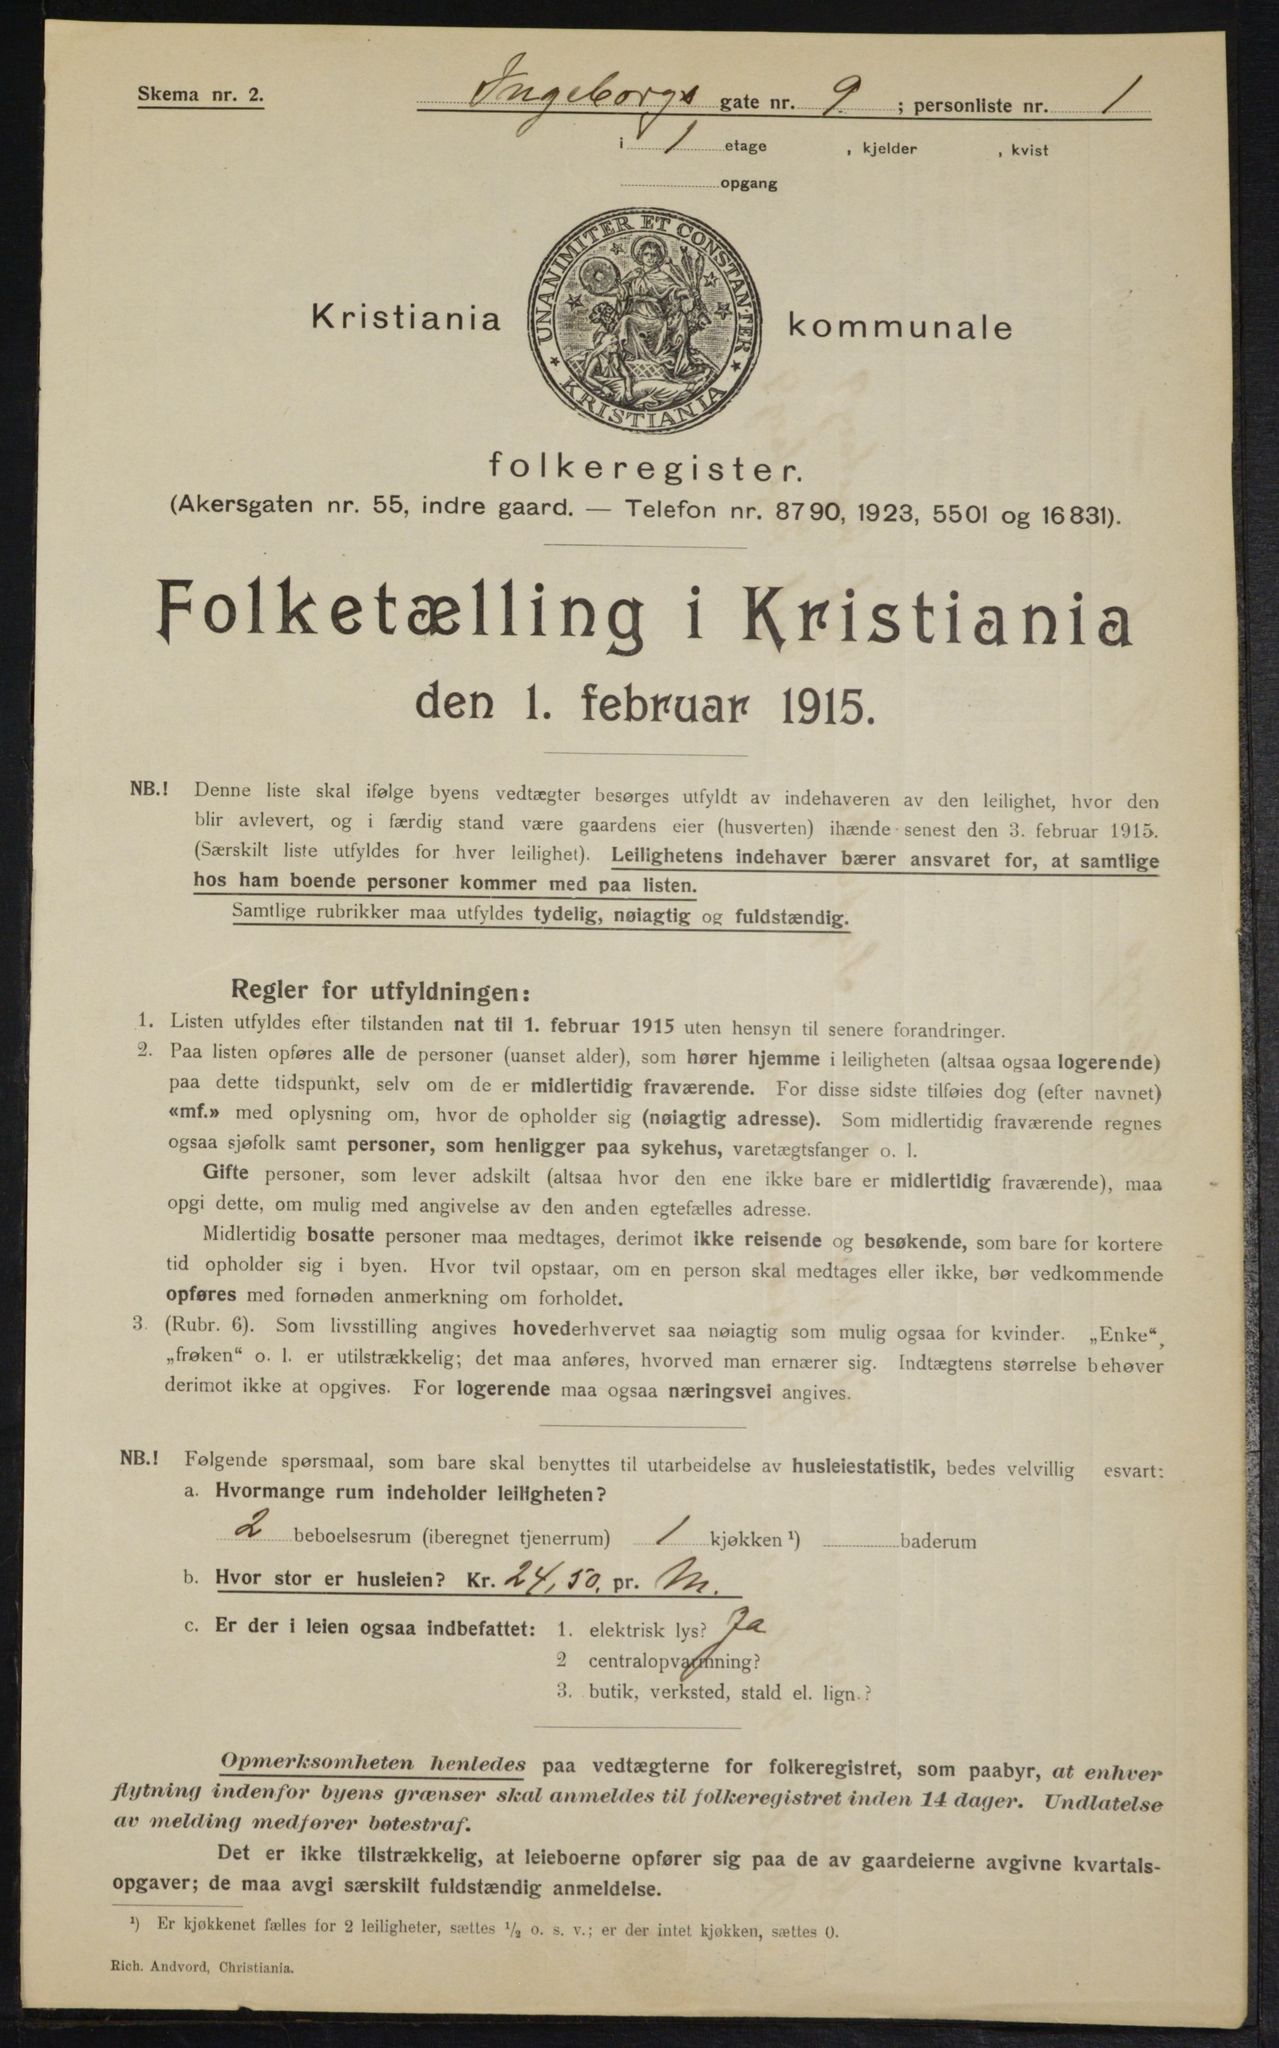 Skema nr. 2.
Ingeborgs gate nr. 9 ; personliste nr. 1
i 1 etage , kjelder , kvist
opgang
UNANIMITER ET CONSTANTER
KRISTIANIA
Kristiania kommunale
folkeregister.
(Akersgaten nr. 55, indre gaard. — Telefon nr. 8790, 1923, 5501 og 16831).
Folketælling i Kristiania
den 1. februar 1915.
NB.! Denne liste skal ifølge byens vedtægter besørges utfyldt av indehaveren av den leilighet, hvor den
blir avlevert, og i færdig stand være gaardens eier (husverten) ihænde senest den 3. februar 1915.
(Særskilt liste utfyldes for hver leilighet). Leilighetens indehaver bærer ansvaret for, at samtlige
hos ham boende personer kommer med paa listen.
Samtlige rubrikker maa utfyldes tydelig, nøiagtig og fuldstændig.
Regler for utfyldningen:
1. Listen utfyldes efter tilstanden nat til 1. februar 1915 uten hensyn til senere forandringer.
2. Paa listen opføres alle de personer (uanset alder), som hører hjemme i leiligheten (altsaa ogsaa logerende)
paa dette tidspunkt, selv om de er midlertidig fraværende. For disse sidste tilføies dog (efter navnet)
«mf.» med oplysning om, hvor de opholder sig (nøiagtig adresse). Som midlertidig fraværende regnes
ogsaa sjøfolk samt personer, som henligger paa sykehus, varetægtsfanger o. l.
Gifte personer, som lever adskilt (altsaa hvor den ene ikke bare er midlertidig fraværende), maa
opgi dette, om mulig med angivelse av den anden egtefælles adresse.
Midlertidig bosatte personer maa medtages, derimot ikke reisende og besøkende, som bare for kortere
tid opholder sig i byen. Hvor tvil opstaar, om en person skal medtages eller ikke, bør vedkommende
opføres med fornøden anmerkning om forholdet.
3. (Rubr. 6). Som livsstilling angives hovederhvervet saa nøiagtig som mulig ogsaa for kvinder. „Enke“,
„frøken“ o. l. er utilstrækkelig; det maa anføres, hvorved man ernærer sig. Indtægtens størrelse behøver
derimot ikke at opgives. For logerende maa ogsaa næringsvei angives.
NB.! Følgende spørsmaal, som bare skal benyttes til utarbeidelse av husleiestatistik, bedes velvillig esvart:
a. Hvormange rum indeholder leiligheten?
2 beboelsesrum (iberegnet tjenerrum) 1 kjøkken ¹) baderum
b. Hvor stor er husleien? Kr. 24,50, pr. M.
c. Er der i leien ogsaa indbefattet: 1. elektrisk lys? Ja
2 centralopvarmning?
3. butik, verksted, stald el. lign.?
Opmerksomheten henledes paa vedtægterne for folkeregistret, som paabyr, at enhver
flytning indenfor byens grænser skal anmeldes til folkeregistret inden 14 dager. Undlatelse
av melding medfører bøtestraf.
Det er ikke tilstrækkelig, at leieboerne opfører sig paa de av gaardeierne avgivne kvartals-
opgaver; de maa avgi særskilt fuldstændig anmeldelse.
¹) Er kjøkkenet fælles for 2 leiligheter, sættes ½ o. s. v.; er der intet kjøkken, sættes 0.
Rich. Andvord, Christiania.